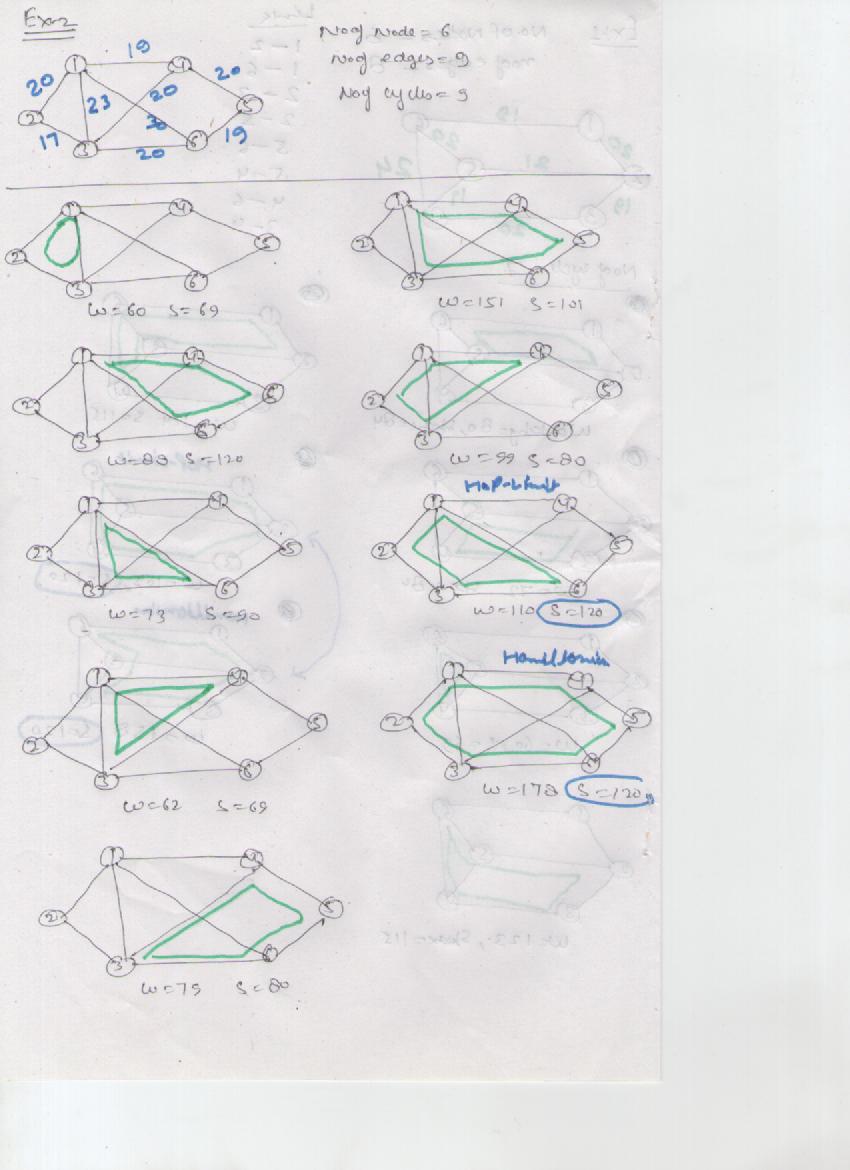 Ex:-2
No of Node = 6
No of edges = 9
No of cycles = 9
1 19 4
20 20
23 20
2 5
30
17 19
3 20 6
1 4
2 5
3 6
W=60 S=69
1 4
2 5
3 6
W=151 S=101
1 4
2 5
3 6
W=88 S=120
1 4
2 5
3 6
W=99 S=80
1 4
2 5
3 6
W=73 S=90
Hop-Limit
1 4
2 5
3 6
W=110 S=120
1 4
2 5
3 6
W=62 S=69
Hamiltonian
1 4
2 5
3 6
W=178 S=120
1 4
2 5
3 6
W=79 S=80